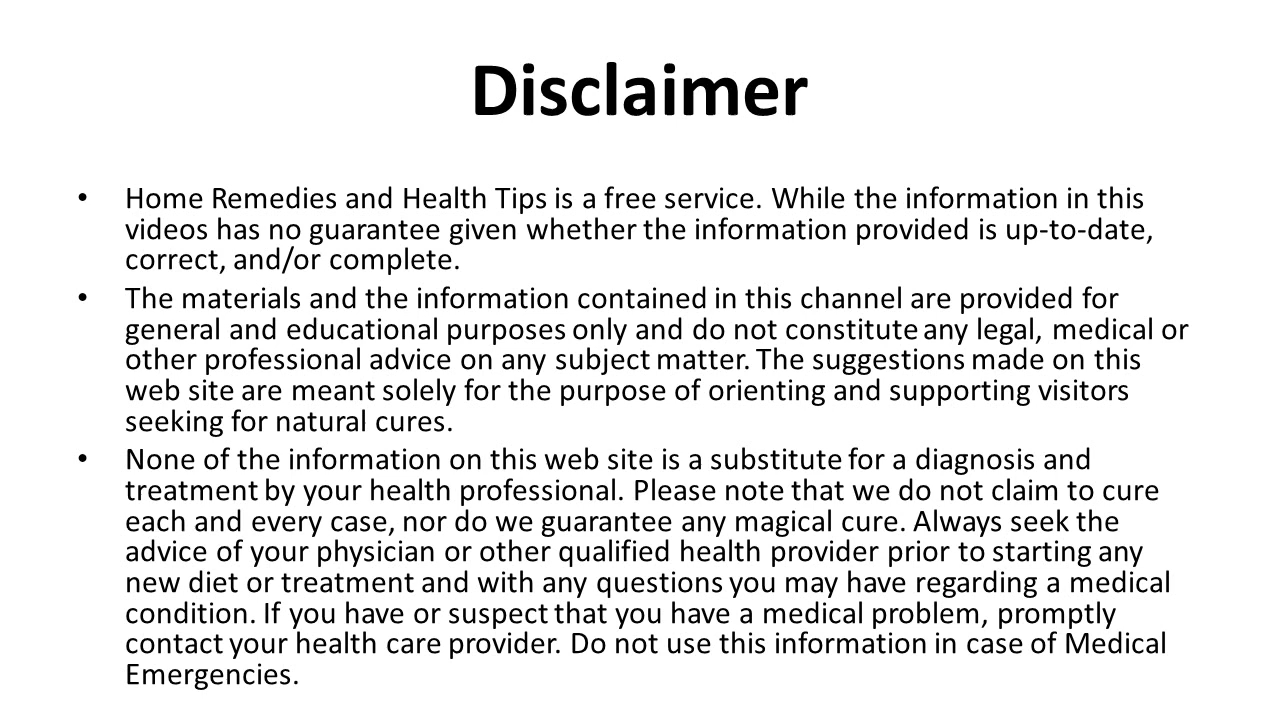 Disclaimer
• Home Remedies and Health Tips is a free service. While the information in this
videos has no guarantee given whether the information provided is up-to-date,
correct, and/or complete.
• The materials and the information contained in this channel are provided for
general and educational purposes only and do not constitute any legal, medical or
other professional advice on any subject matter. The suggestions made on this
web site are meant solely for the purpose of orienting and supporting visitors
seeking for natural cures.
• None of the information on this web site is a substitute for a diagnosis and
treatment by your health professional. Please note that we do not claim to cure
each and every case, nor do we guarantee any magical cure. Always seek the
advice of your physician or other qualified health provider prior to starting any
new diet or treatment and with any questions you may have regarding a medical
condition. If you have or suspect that you have a medical problem, promptly
contact your health care provider. Do not use this information in case of Medical
Emergencies.